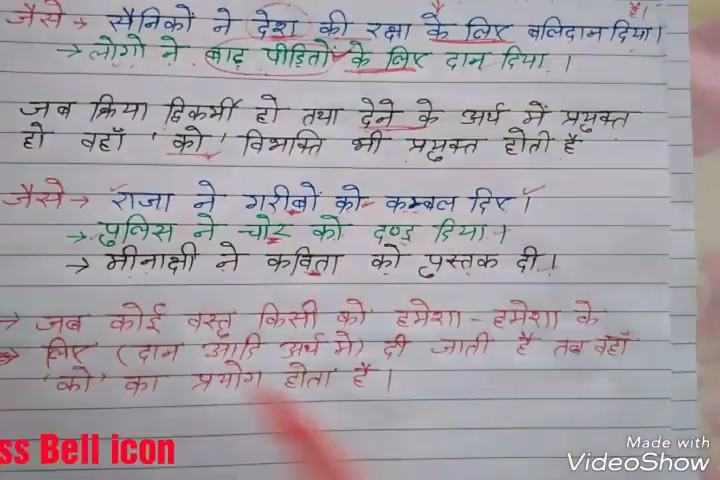 जैसे → सैनिकों ने देश की रक्षा के लिए बलिदान दिया।
→ लोगो ने बाढ़ पीड़ितों के लिए दान दिया।
जब क्रिया द्विकर्मी हो तथा देने के अर्थ में प्रयुक्त
हो वहाँ 'को' विभक्ति भी प्रयुक्त होती है
जैसे → राजा ने गरीबों को कम्बल दिए।
→ पुलिस ने चोर को दण्ड दिया।
→ मीनाक्षी ने कविता को पुस्तक दी।
→ जब कोई वस्तु किसी को हमेशा-हमेशा के
→ लिए (दान आदि अर्थ मे) दी जाती है तब वहाँ
'को' का प्रयोग होता है।
ss Bell icon
Made with
VideoShow